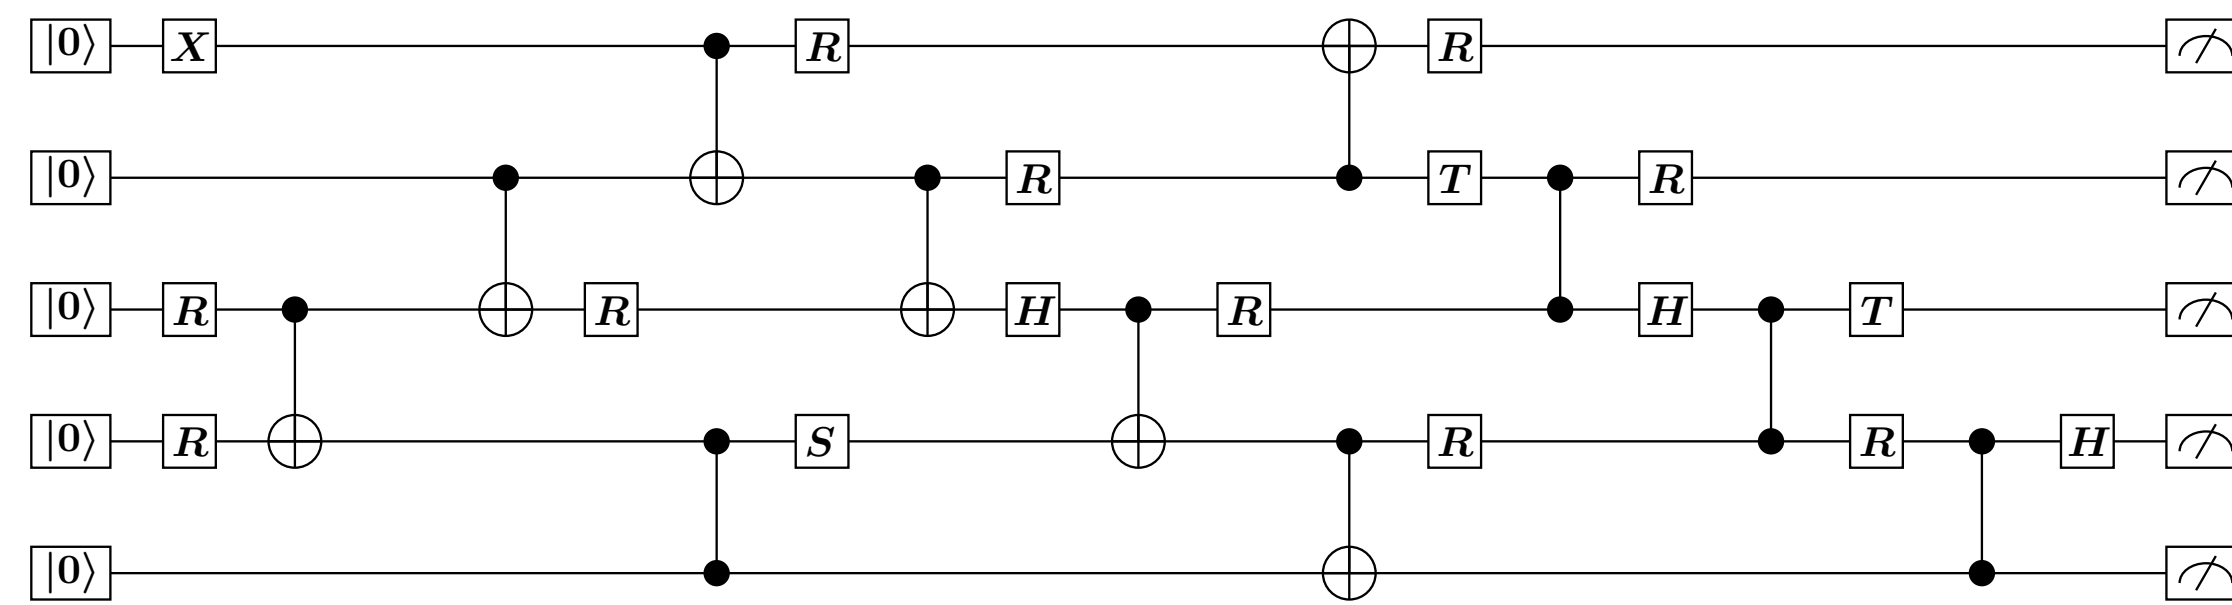 |0⟩ X R R
|0⟩ R T R
|0⟩ R R H R H T
|0⟩ R S R R H
|0⟩